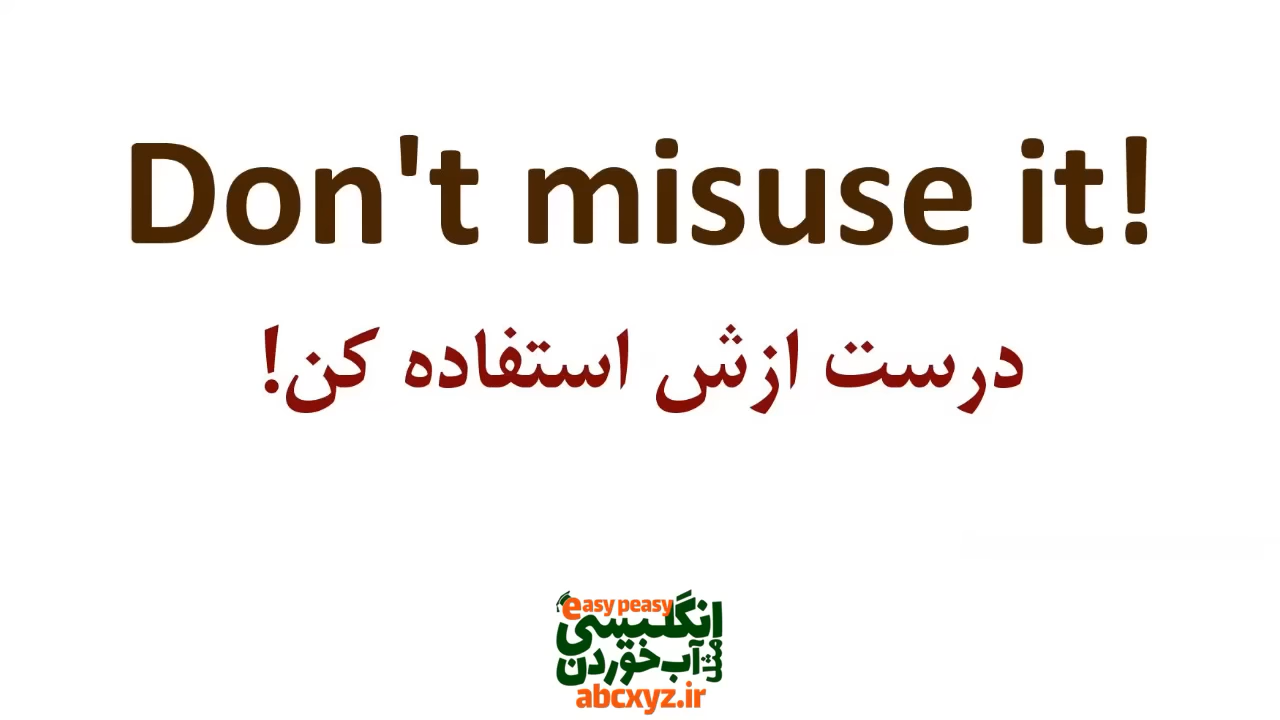 Don't misuse it!
درست ازش استفاده کن!
easy peasy
انگلیسی
مثل آب خوردن
abcxyz.ir